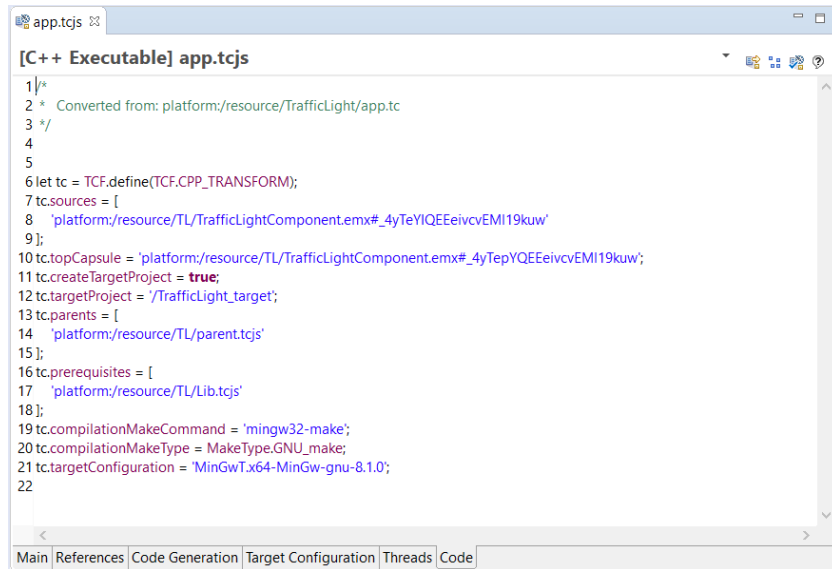 app.tcjs
[C++ Executable] app.tcjs
1 /*
2 *   Converted from: platform:/resource/TrafficLight/app.tc
3 */
4
5
6 let tc = TCF.define(TCF.CPP_TRANSFORM);
7 tc.sources = [
8     'platform:/resource/TL/TrafficLightComponent.emx#_4yTeYIQEEeivcvEMI19kuw'
9 ];
10 tc.topCapsule = 'platform:/resource/TL/TrafficLightComponent.emx#_4yTepYQEEeivcvEMI19kuw';
11 tc.createTargetProject = true;
12 tc.targetProject = '/TrafficLight_target';
13 tc.parents = [
14     'platform:/resource/TL/parent.tcjs'
15 ];
16 tc.prerequisites = [
17     'platform:/resource/TL/Lib.tcjs'
18 ];
19 tc.compilationMakeCommand = 'mingw32-make';
20 tc.compilationMakeType = MakeType.GNU_make;
21 tc.targetConfiguration = 'MinGwT.x64-MinGw-gnu-8.1.0';
22
Main References Code Generation Target Configuration Threads Code